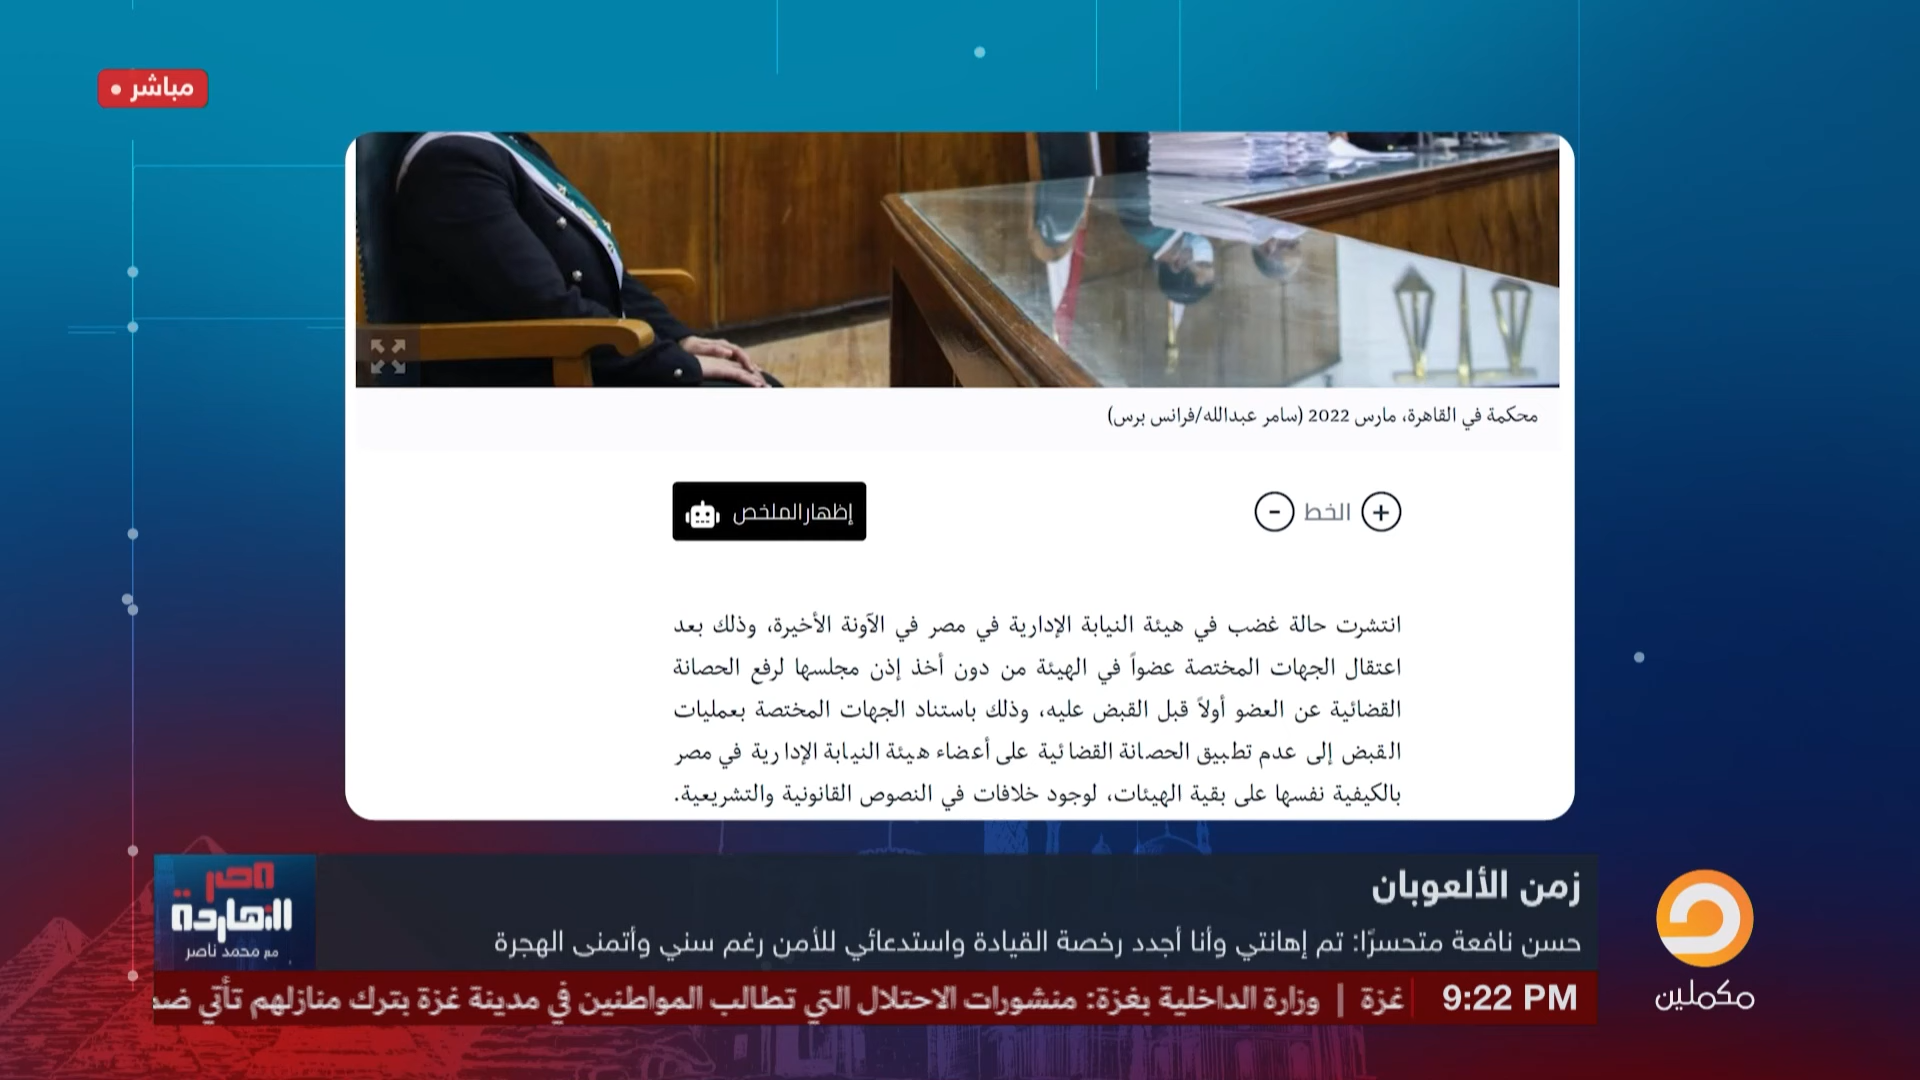 مباشر
محكمة في القاهرة، مارس 2022 (سامر عبدالله/فرانس برس)
+ الخط -
إظهار الملخص
انتشرت حالة غضب في هيئة النيابة الإدارية في مصر في الآونة الأخيرة، وذلك بعد
اعتقال الجهات المختصة عضواً في الهيئة من دون أخذ إذن مجلسها لرفع الحصانة
القضائية عن العضو أولاً قبل القبض عليه، وذلك باستناد الجهات المختصة بعمليات
القبض إلى عدم تطبيق الحصانة القضائية على أعضاء هيئة النيابة الإدارية في مصر
بالكيفية نفسها على بقية الهيئات، لوجود خلافات في النصوص القانونية والتشريعية.
زمن الألعوبان
حسن نافعة متحسرًا: تم إهانتي وأنا أجدد رخصة القيادة واستدعائي للأمن رغم سني وأتمنى الهجرة
مصر
النهاردة
مع محمد ناصر
9:22 PM
غزة | وزارة الداخلية بغزة: منشورات الاحتلال التي تطالب المواطنين في مدينة غزة بترك منازلهم تأتي
مكملين